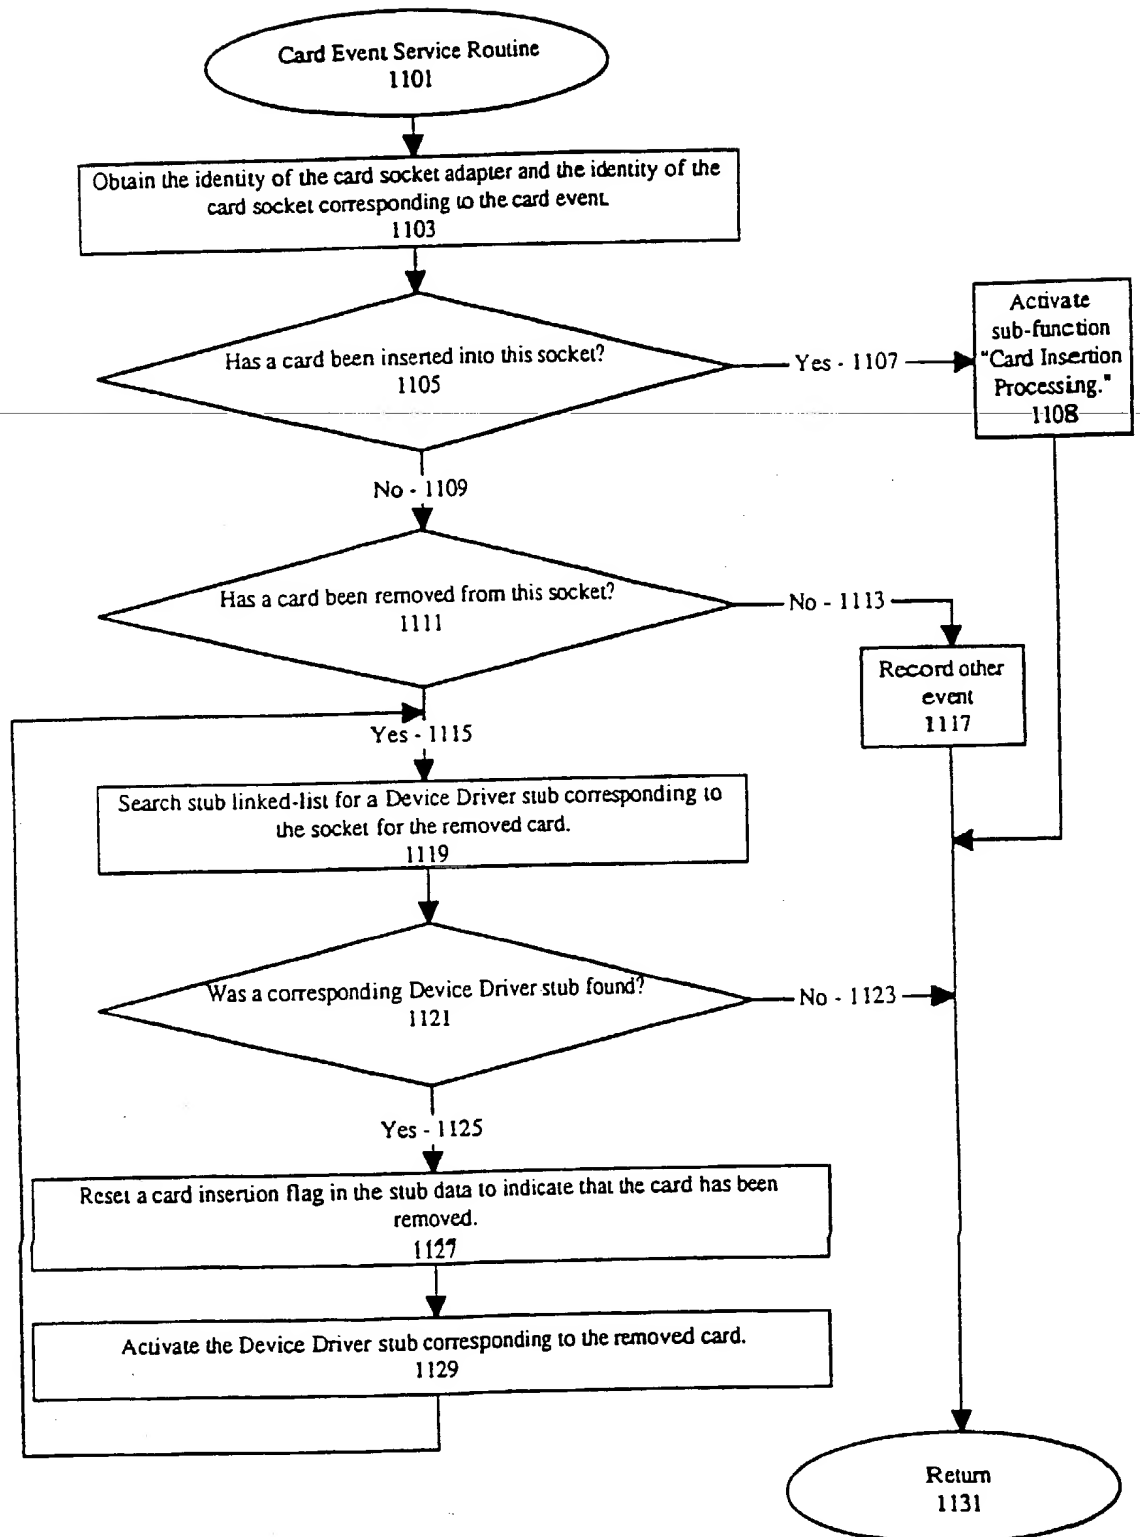 Card Event Service Routine
1101
Obtain the identity of the card socket adapter and the identity of the
card socket corresponding to the card event.
1103
Has a card been inserted into this socket?
1105
Yes - 1107
Activate
sub-function
"Card Insertion
Processing."
1108
No - 1109
Has a card been removed from this socket?
1111
No - 1113
Record other
event
1117
Yes - 1115
Search stub linked-list for a Device Driver stub corresponding to
the socket for the removed card.
1119
Was a corresponding Device Driver stub found?
1121
No - 1123
Yes - 1125
Reset a card insertion flag in the stub data to indicate that the card has been
removed.
1127
Activate the Device Driver stub corresponding to the removed card.
1129
Return
1131